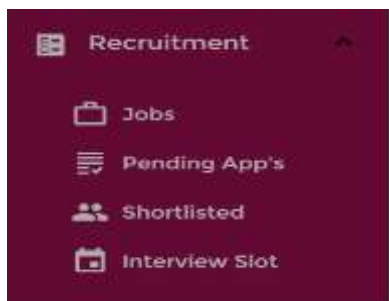 Recruitment
Jobs
Pending App's
Shortlisted
Interview Slot